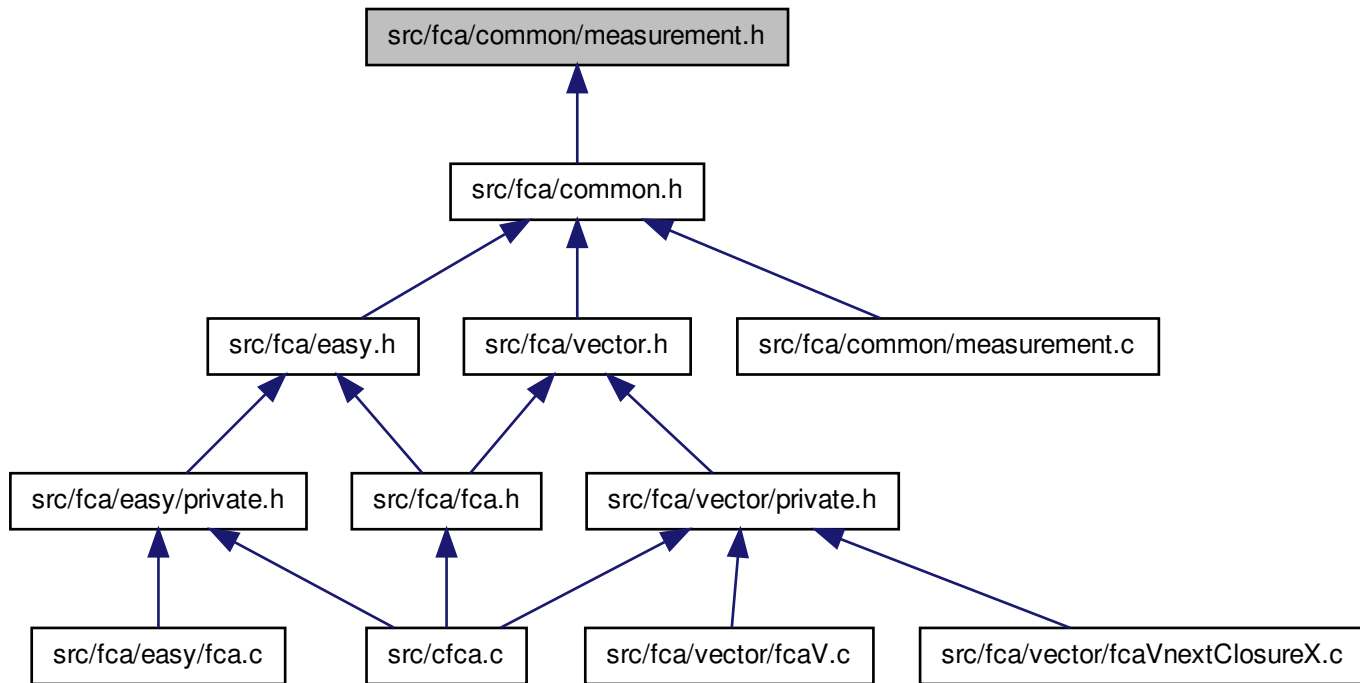 src/fca/common/measurement.h
src/fca/common.h
src/fca/easy.h
src/fca/vector.h
src/fca/common/measurement.c
src/fca/easy/private.h
src/fca/fca.h
src/fca/vector/private.h
src/fca/easy/fca.c
src/cfca.c
src/fca/vector/fcaV.c
src/fca/vector/fcaVnextClosureX.c